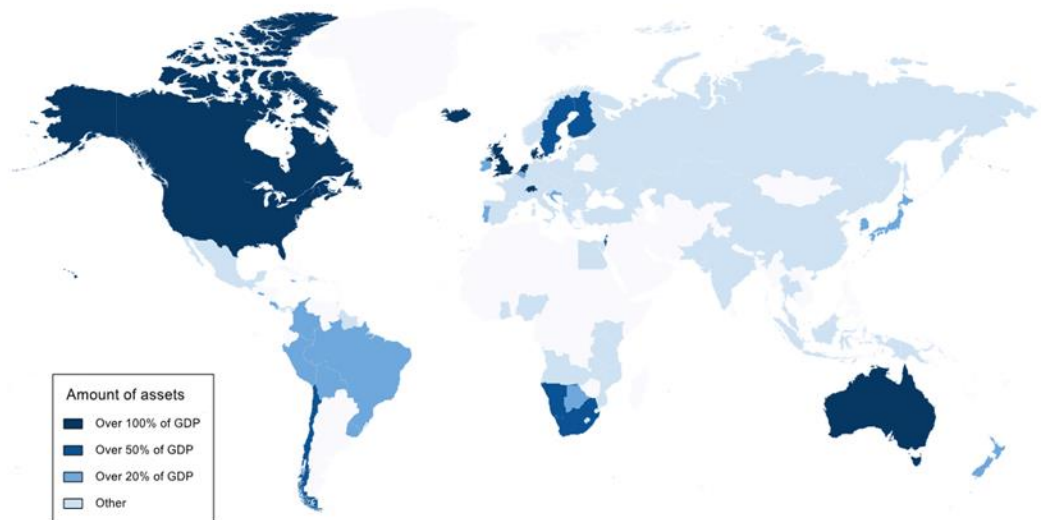 Amount of assets
Over 100% of GDP
Over 50% of GDP
Over 20% of GDP
Other